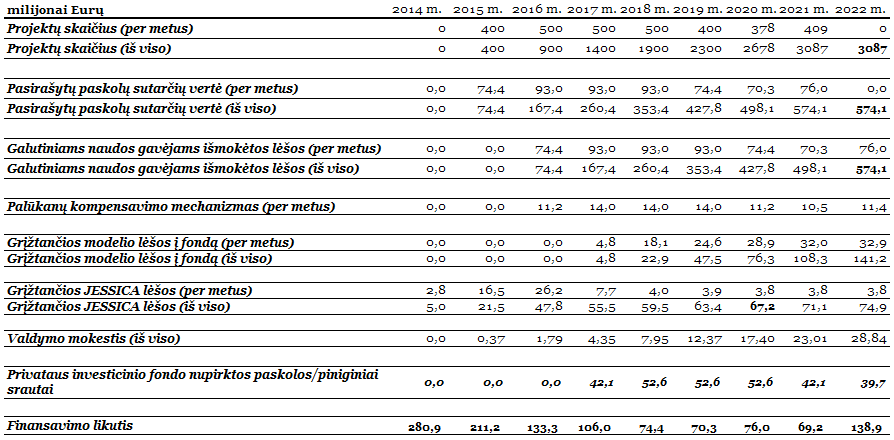 milijonai Eurų 2014 m. 2015 m. 2016 m. 2017 m. 2018 m. 2019 m. 2020 m. 2021 m. 2022 m.
Projektų skaičius (per metus) 0 400 500 500 500 400 378 409 0
Projektų skaičius (iš viso) 0 400 900 1400 1900 2300 2678 3087 3087
Pasirašytų paskolų sutarčių vertė (per metus) 0,0 74,4 93,0 93,0 93,0 74,4 70,3 76,0 0,0
Pasirašytų paskolų sutarčių vertė (iš viso) 0,0 74,4 167,4 260,4 353,4 427,8 498,1 574,1 574,1
Galutiniams naudos gavėjams išmokėtos lėšos (per metus) 0,0 0,0 74,4 93,0 93,0 93,0 74,4 70,3 76,0
Galutiniams naudos gavėjams išmokėtos lėšos (iš viso) 0,0 0,0 74,4 167,4 260,4 353,4 427,8 498,1 574,1
Palūkanų kompensavimo mechanizmas (per metus) 0,0 0,0 11,2 14,0 14,0 14,0 11,2 10,5 11,4
Grįžtančios modelio lėšos į fondą (per metus) 0,0 0,0 0,0 4,8 18,1 24,6 28,9 32,0 32,9
Grįžtančios modelio lėšos į fondą (iš viso) 0,0 0,0 0,0 4,8 22,9 47,5 76,3 108,3 141,2
Grįžtančios JESSICA lėšos (per metus) 2,8 16,5 26,2 7,7 4,0 3,9 3,8 3,8 3,8
Grįžtančios JESSICA lėšos (iš viso) 5,0 21,5 47,8 55,5 59,5 63,4 67,2 71,1 74,9
Valdymo mokestis (iš viso) 0,0 0,37 1,79 4,35 7,95 12,37 17,40 23,01 28,84
Privataus investicinio fondo nupirktos paskolos/piniginiai
srautai 0,0 0,0 0,0 42,1 52,6 52,6 52,6 42,1 39,7
Finansavimo likutis 280,9 211,2 133,3 106,0 74,4 70,3 76,0 69,2 138,9